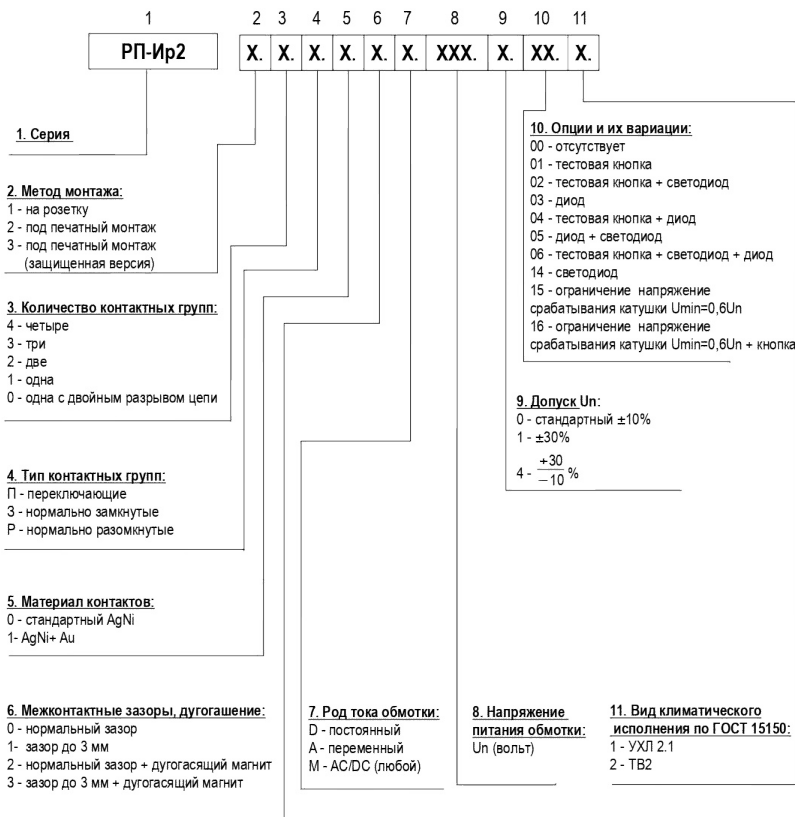 1 2 3 4 5 6 7 8 9 10 11
РП-Ир2 X. X. X. X. X. X. XXX. X. XX. X.
1. Серия
2. Метод монтажа:
1 - на розетку
2 - под печатный монтаж
3 - под печатный монтаж
(защищенная версия)
3. Количество контактных групп:
4 - четыре
3 - три
2 - две
1 - одна
0 - одна с двойным разрывом цепи
4. Тип контактных групп:
П - переключающие
З - нормально замкнутые
Р - нормально разомкнутые
5. Материал контактов:
0 - стандартный AgNi
1- AgNi+ Au
6. Межконтактные зазоры, дугогашение:
0 - нормальный зазор
1- зазор до 3 мм
2 - нормальный зазор + дугогасящий магнит
3 - зазор до 3 мм + дугогасящий магнит
7. Род тока обмотки:
D - постоянный
A - переменный
M - AC/DC (любой)
8. Напряжение
питания обмотки:
Un (вольт)
9. Допуск Un:
0 - стандартный ±10%
1 - ±30%
4 - +30/−10 %
10. Опции и их вариации:
00 - отсутствует
01 - тестовая кнопка
02 - тестовая кнопка + светодиод
03 - диод
04 - тестовая кнопка + диод
05 - диод + светодиод
06 - тестовая кнопка + светодиод + диод
14 - светодиод
15 - ограничение напряжение
срабатывания катушки Umin=0,6Un
16 - ограничение напряжение
срабатывания катушки Umin=0,6Un + кнопка
11. Вид климатического
исполнения по ГОСТ 15150:
1 - УХЛ 2.1
2 - ТВ2